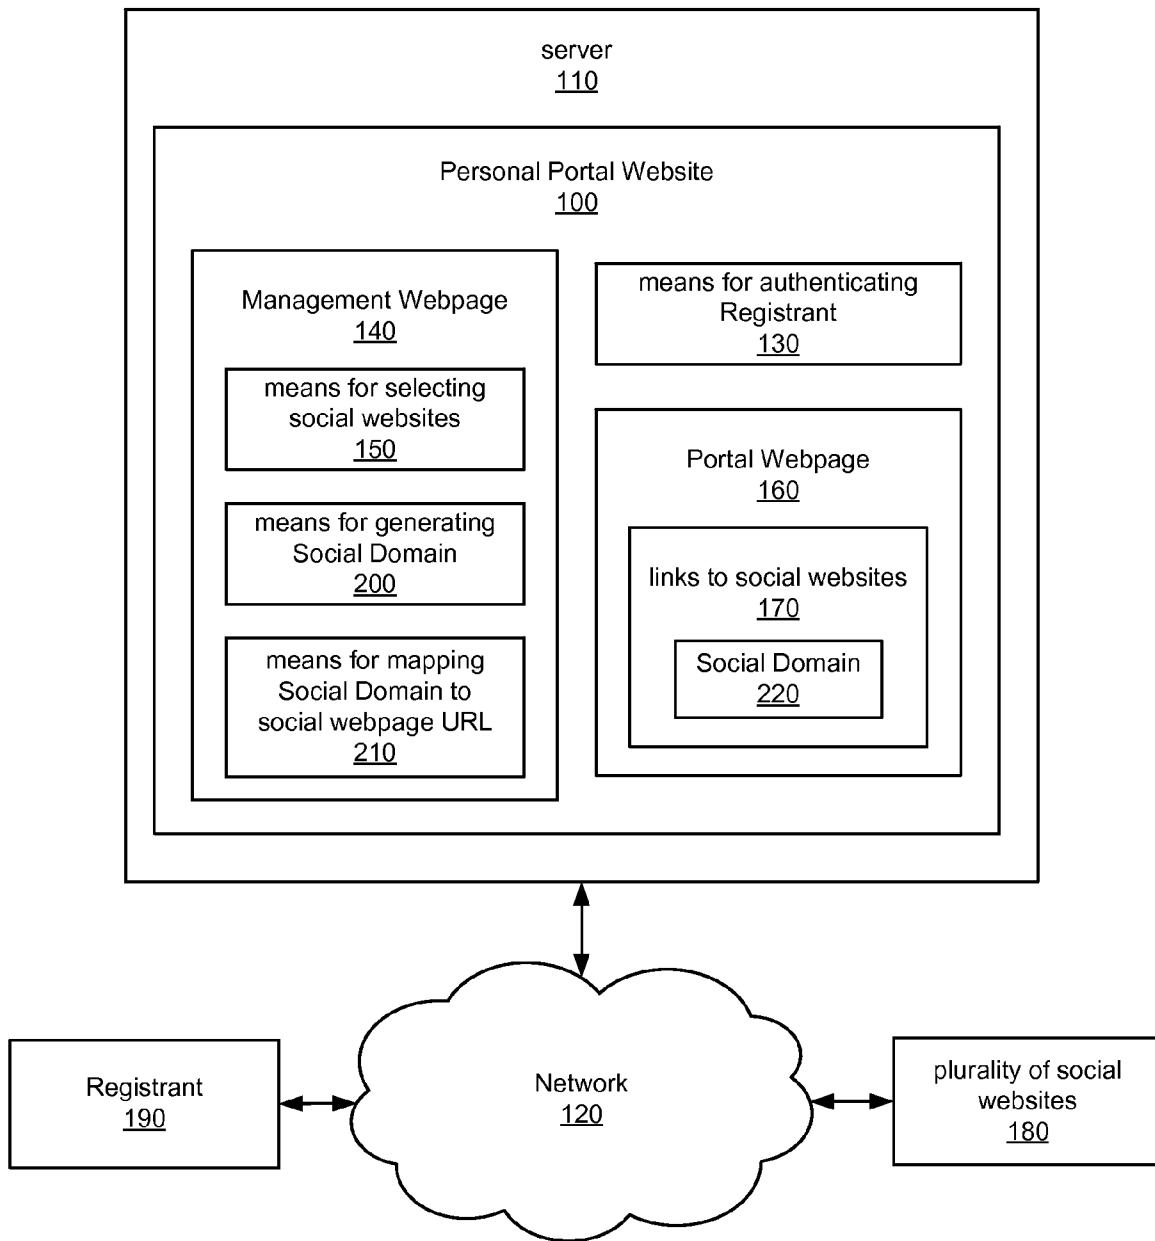 server
110
Personal Portal Website
100
Management Webpage
140
means for selecting
social websites
150
means for generating
Social Domain
200
means for mapping
Social Domain to
social webpage URL
210
means for authenticating
Registrant
130
Portal Webpage
160
links to social websites
170
Social Domain
220
Registrant
190
Network
120
plurality of social
websites
180